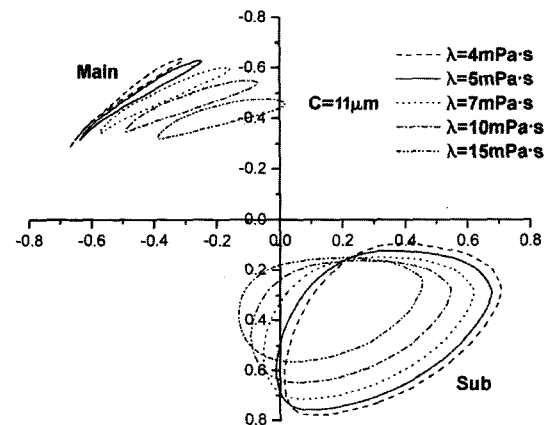 -0.8
Main
-0.6
C=11μm
-0.4
-0.2
λ=4mPa·s
λ=5mPa·s
λ=7mPa·s
λ=10mPa·s
λ=15mPa·s
-0.8 -0.6 -0.4 -0.2 0.0 0.2 0.4 0.6 0.8
0.0
0.2
0.4
0.6
0.8
Sub